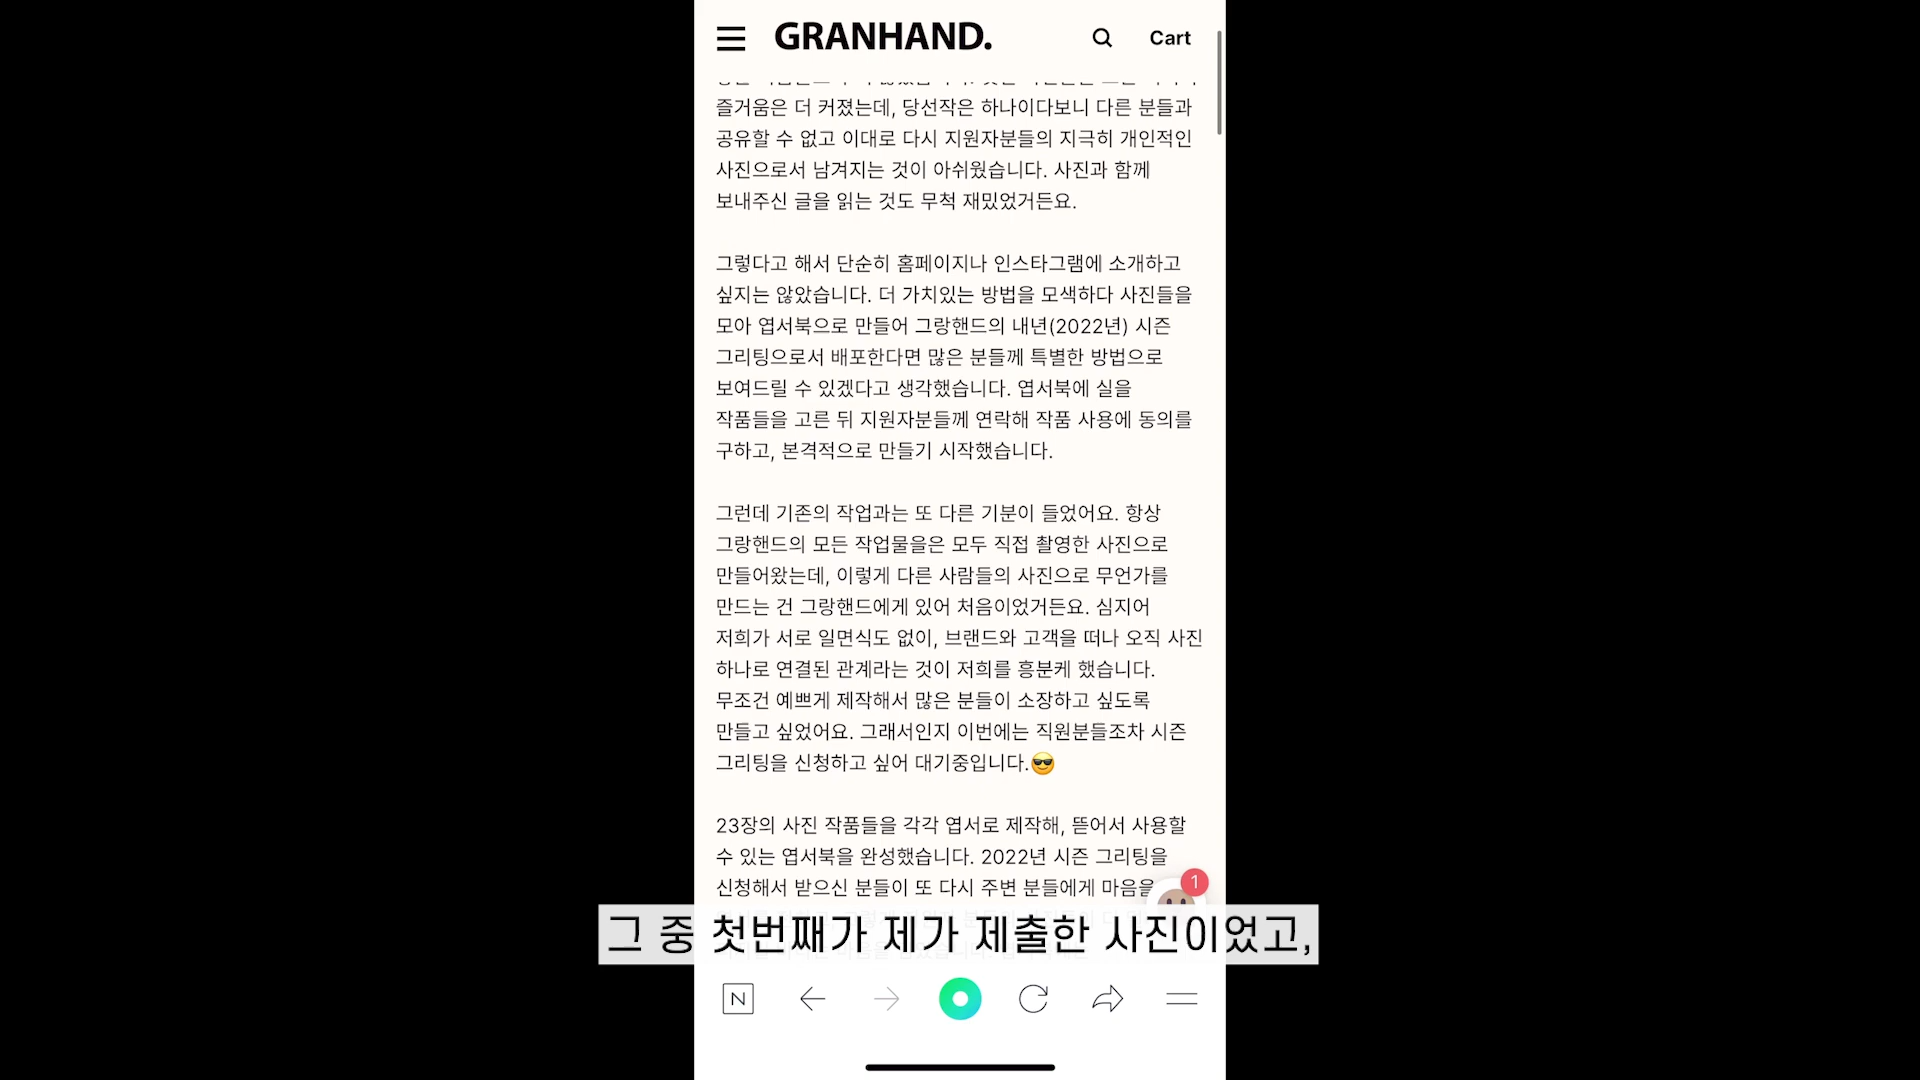 GRANHAND.
Cart
즐거움은 더 커졌는데, 당선작은 하나이다보니 다른 분들과
공유할 수 없고 이대로 다시 지원자분들의 지극히 개인적인
사진으로서 남겨지는 것이 아쉬웠습니다. 사진과 함께
보내주신 글을 읽는 것도 무척 재밌었거든요.
그렇다고 해서 단순히 홈페이지나 인스타그램에 소개하고
싶지는 않았습니다. 더 가치있는 방법을 모색하다 사진들을
모아 엽서북으로 만들어 그랑핸드의 내년(2022년) 시즌
그리팅으로서 배포한다면 많은 분들께 특별한 방법으로
보여드릴 수 있겠다고 생각했습니다. 엽서북에 실을
작품들을 고른 뒤 지원자분들께 연락해 작품 사용에 동의를
구하고, 본격적으로 만들기 시작했습니다.
그런데 기존의 작업과는 또 다른 기분이 들었어요. 항상
그랑핸드의 모든 작업물을은 모두 직접 촬영한 사진으로
만들어왔는데, 이렇게 다른 사람들의 사진으로 무언가를
만드는 건 그랑핸드에게 있어 처음이었거든요. 심지어
저희가 서로 일면식도 없이, 브랜드와 고객을 떠나 오직 사진
하나로 연결된 관계라는 것이 저희를 흥분케 했습니다.
무조건 예쁘게 제작해서 많은 분들이 소장하고 싶도록
만들고 싶었어요. 그래서인지 이번에는 직원분들조차 시즌
그리팅을 신청하고 싶어 대기중입니다.😎
23장의 사진 작품들을 각각 엽서로 제작해, 뜯어서 사용할
수 있는 엽서북을 완성했습니다. 2022년 시즌 그리팅을
신청해서 받으신 분들이 또 다시 주변 분들에게 마음을
1
그 중 첫번째가 제가 제출한 사진이었고,
N